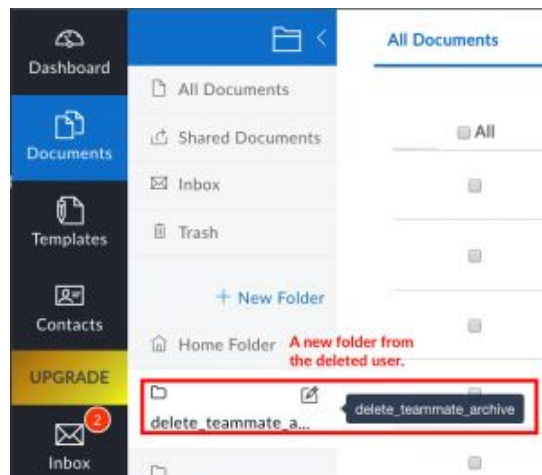 Dashboard
Documents
Templates
Contacts
UPGRADE
2
Inbox
All Documents
Shared Documents
Inbox
Trash
+ New Folder
Home Folder
A new folder from
the deleted user.
delete_teammate_a...
delete_teammate_archive
All Documents
All